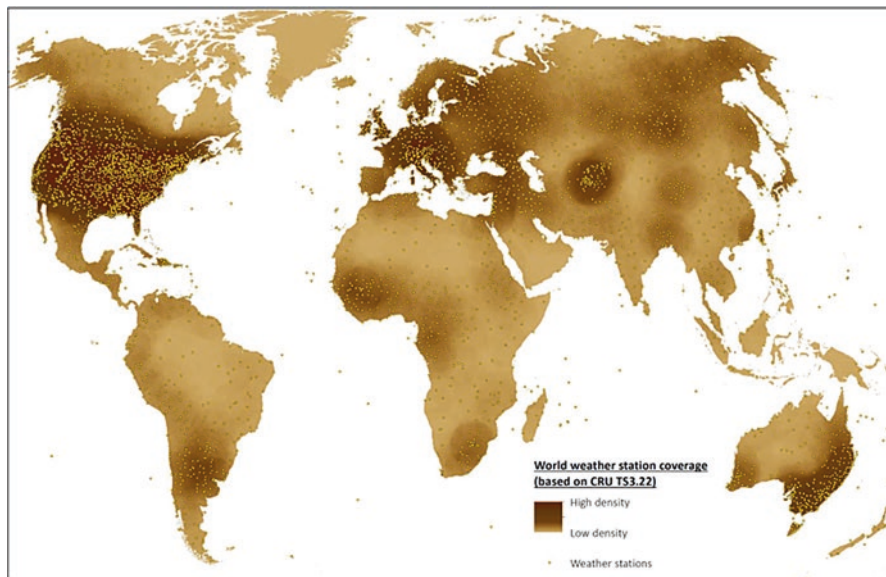 World weather station coverage
(based on CRU TS3.22)
High density
Low density
Weather stations